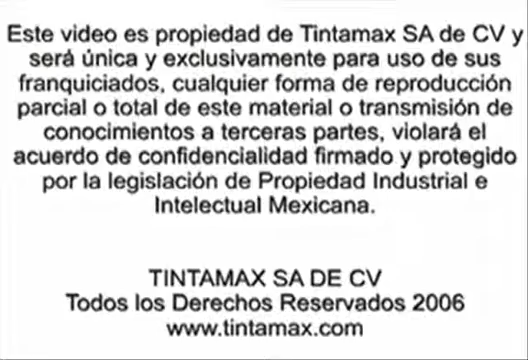 Este video es propiedad de Tintamax SA de CV y
será única y exclusivamente para uso de sus
franquiciados, cualquier forma de reproducción
parcial o total de este material o transmisión de
conocimientos a terceras partes, violará el
acuerdo de confidencialidad firmado y protegido
por la legislación de Propiedad Industrial e
Intelectual Mexicana.
TINTAMAX SA DE CV
Todos los Derechos Reservados 2006
www.tintamax.com